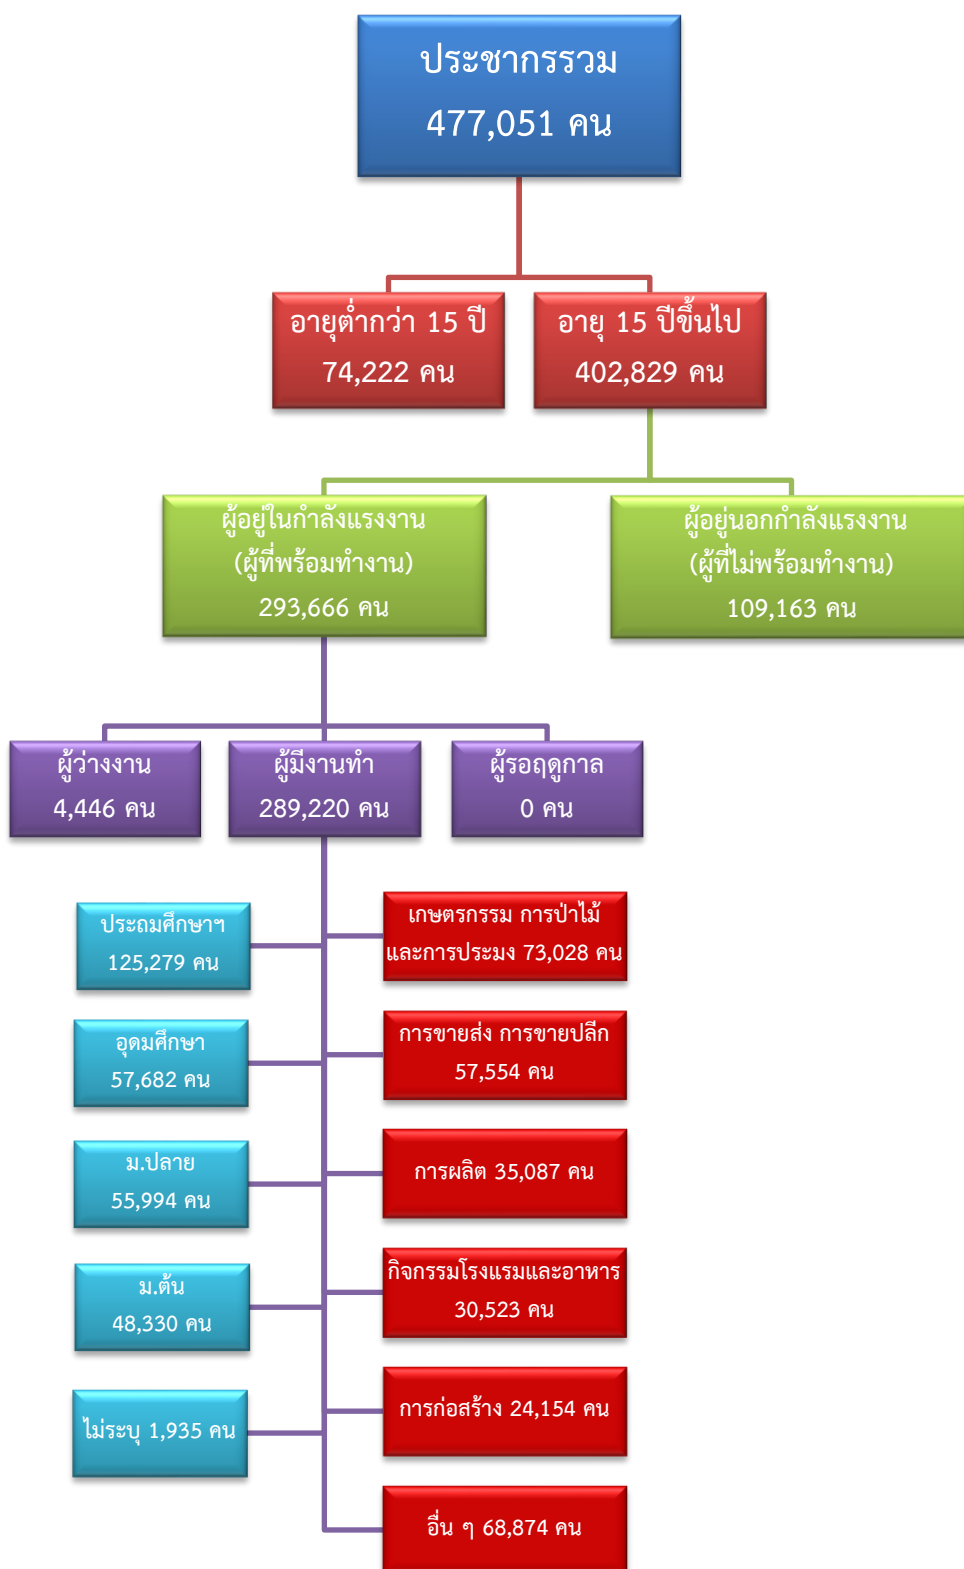 ประชากรรวม
477,051 คน
อายุต่ำกว่า 15 ปี
74,222 คน
อายุ 15 ปีขึ้นไป
402,829 คน
ผู้อยู่ในกำลังแรงงาน
(ผู้ที่พร้อมทำงาน)
293,666 คน
ผู้อยู่นอกกำลังแรงงาน
(ผู้ที่ไม่พร้อมทำงาน)
109,163 คน
ผู้ว่างงาน
4,446 คน
ผู้มีงานทำ
289,220 คน
ผู้รอฤดูกาล
0 คน
ประถมศึกษาฯ
125,279 คน
อุดมศึกษา
57,682 คน
ม.ปลาย
55,994 คน
ม.ต้น
48,330 คน
ไม่ระบุ 1,935 คน
เกษตรกรรม การป่าไม้
และการประมง 73,028 คน
การขายส่ง การขายปลีก
57,554 คน
การผลิต 35,087 คน
กิจกรรมโรงแรมและอาหาร
30,523 คน
การก่อสร้าง 24,154 คน
อื่น ๆ 68,874 คน